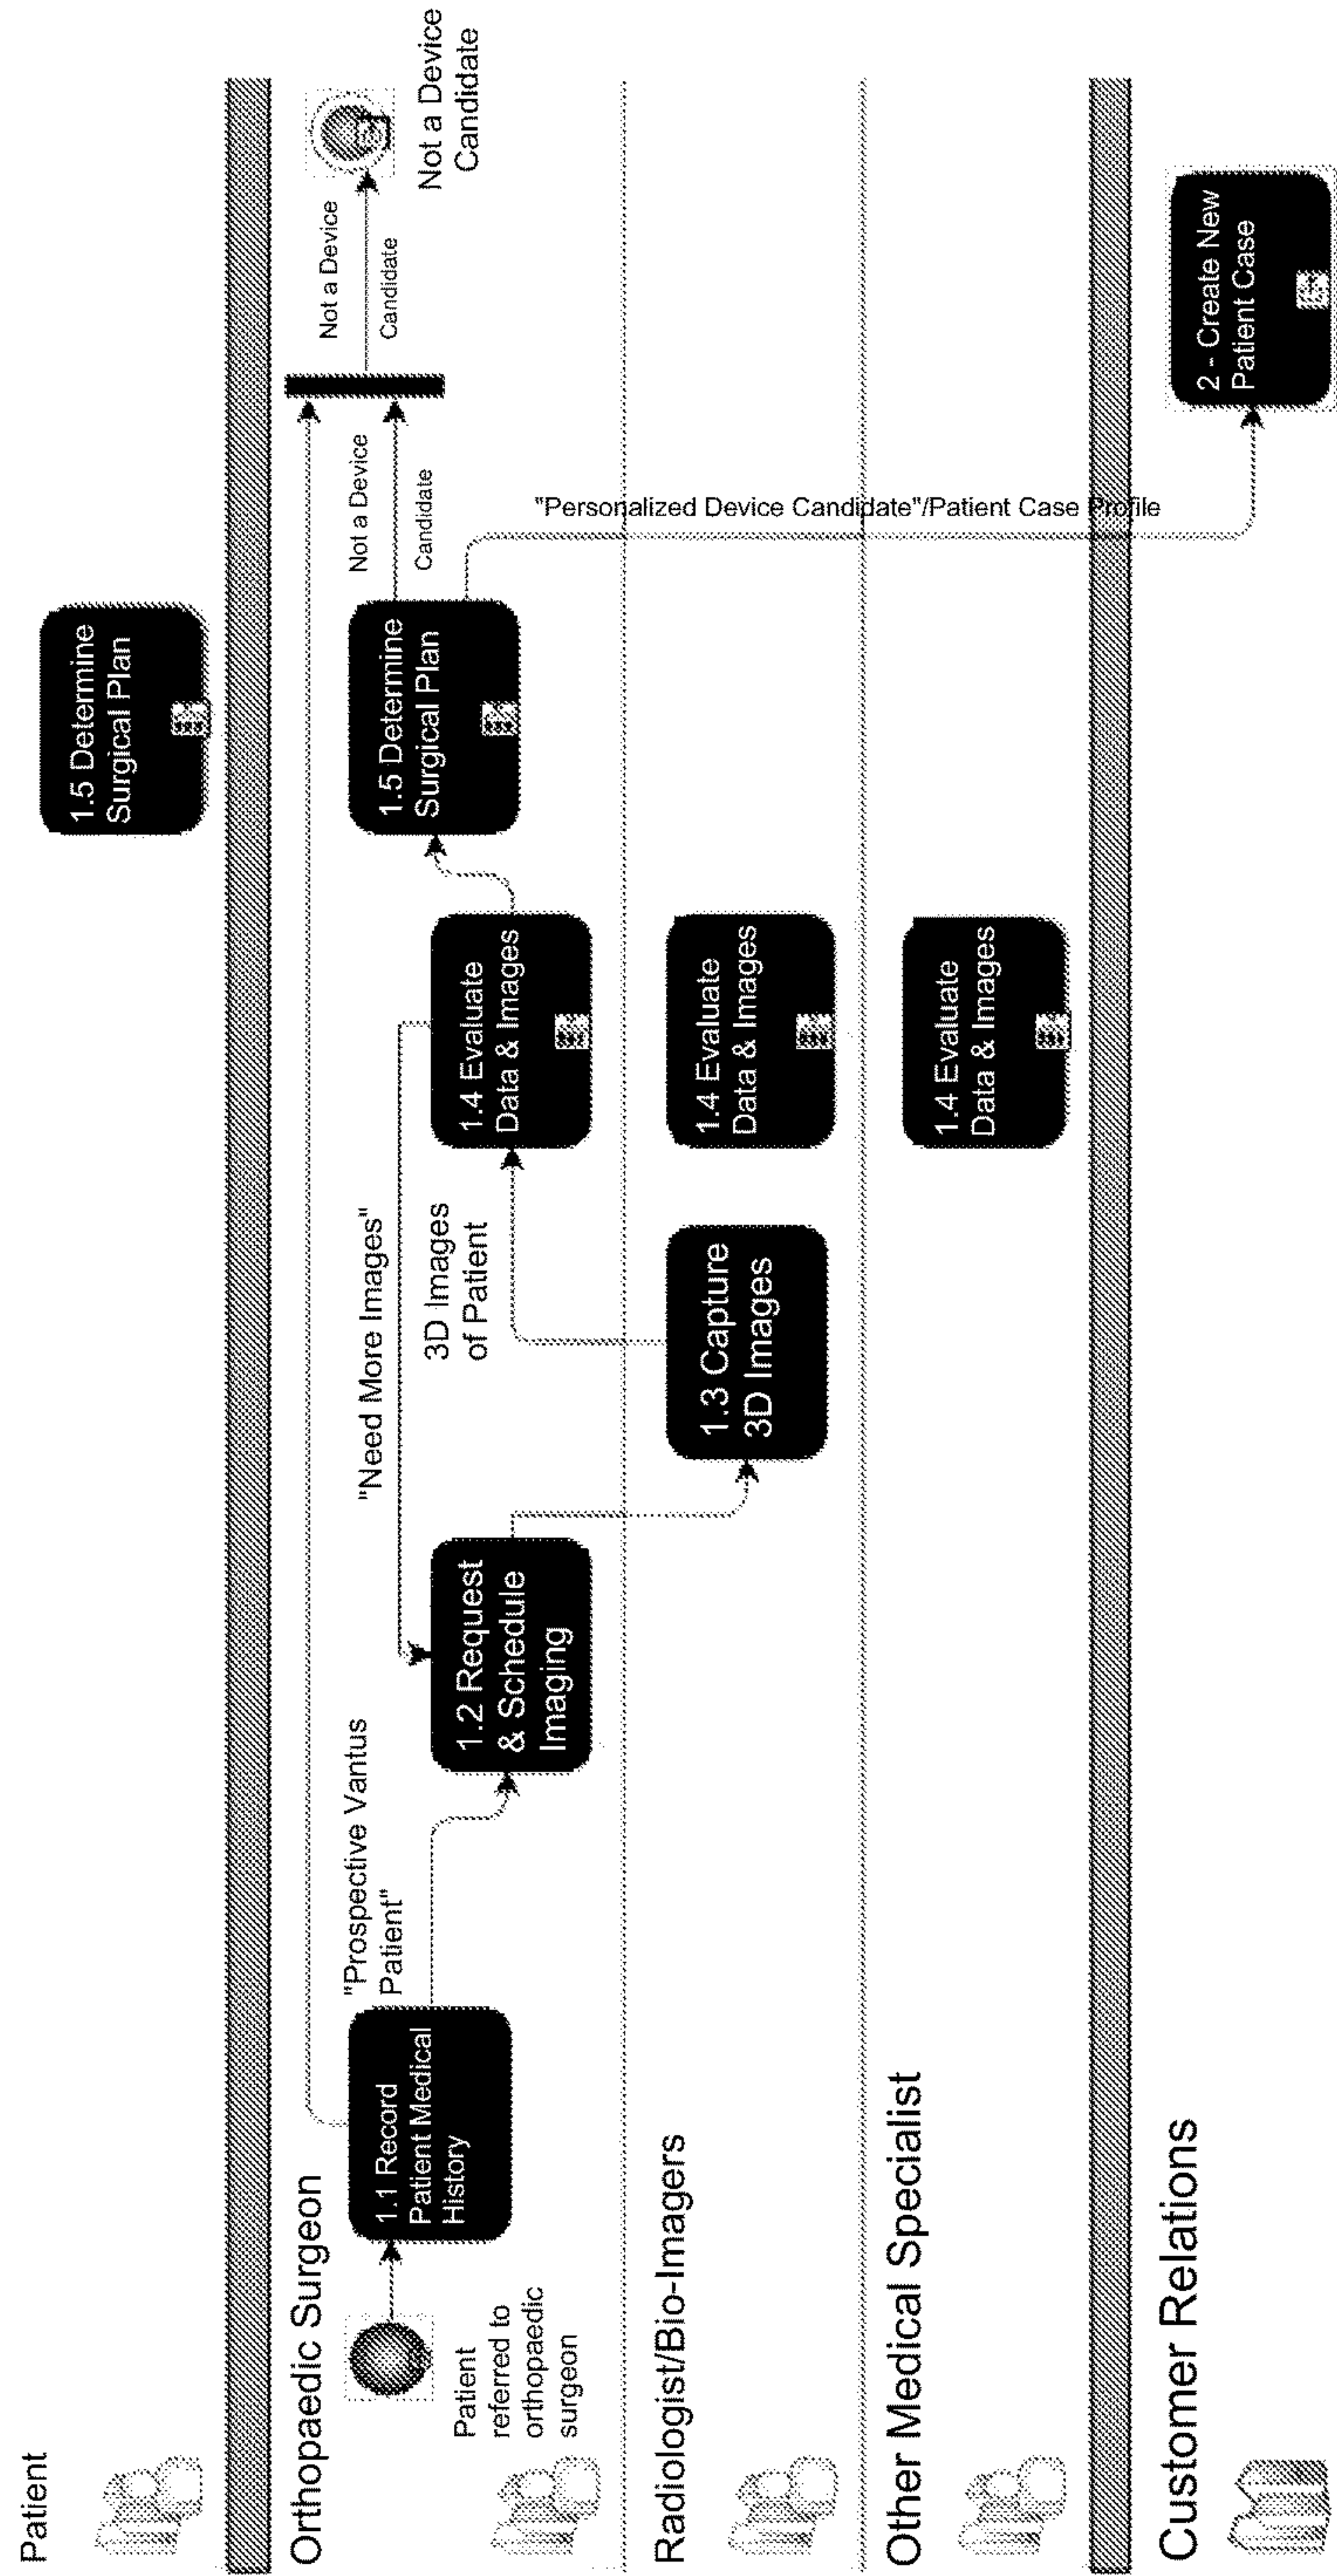 Patient
1.5 Determine
Surgical Plan
Orthopaedic Surgeon
Patient
referred to
orthopaedic
surgeon
1.1 Record
Patient Medical
History
"Prospective Vantus
Patient"
1.2 Request
& Schedule
Imaging
"Need More Images"
3D Images
of Patient
1.4 Evaluate
Data & Images
1.5 Determine
Surgical Plan
Not a Device
Candidate
Not a Device
Candidate
Not a Device
Candidate
"Personalized Device Candidate"/Patient Case Profile
Radiologist/Bio-Imagers
1.3 Capture
3D Images
1.4 Evaluate
Data & Images
Other Medical Specialist
1.4 Evaluate
Data & Images
Customer Relations
2 - Create New
Patient Case